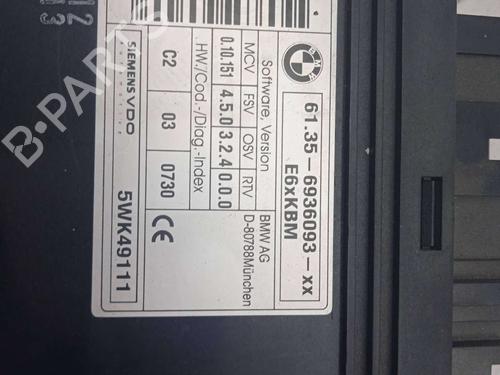 BMW
61.35-6936093-xx
E6xKBM
Software, Version
BMW AG
D-80788München
MCV FSV OSV RTV
0.10.151 4.5.0 3.2.4 0.0.0
HW./Cod.-/Diag.-Index
C2 03 0730
SIEMENS VDO
5WK49111
B-PARTS